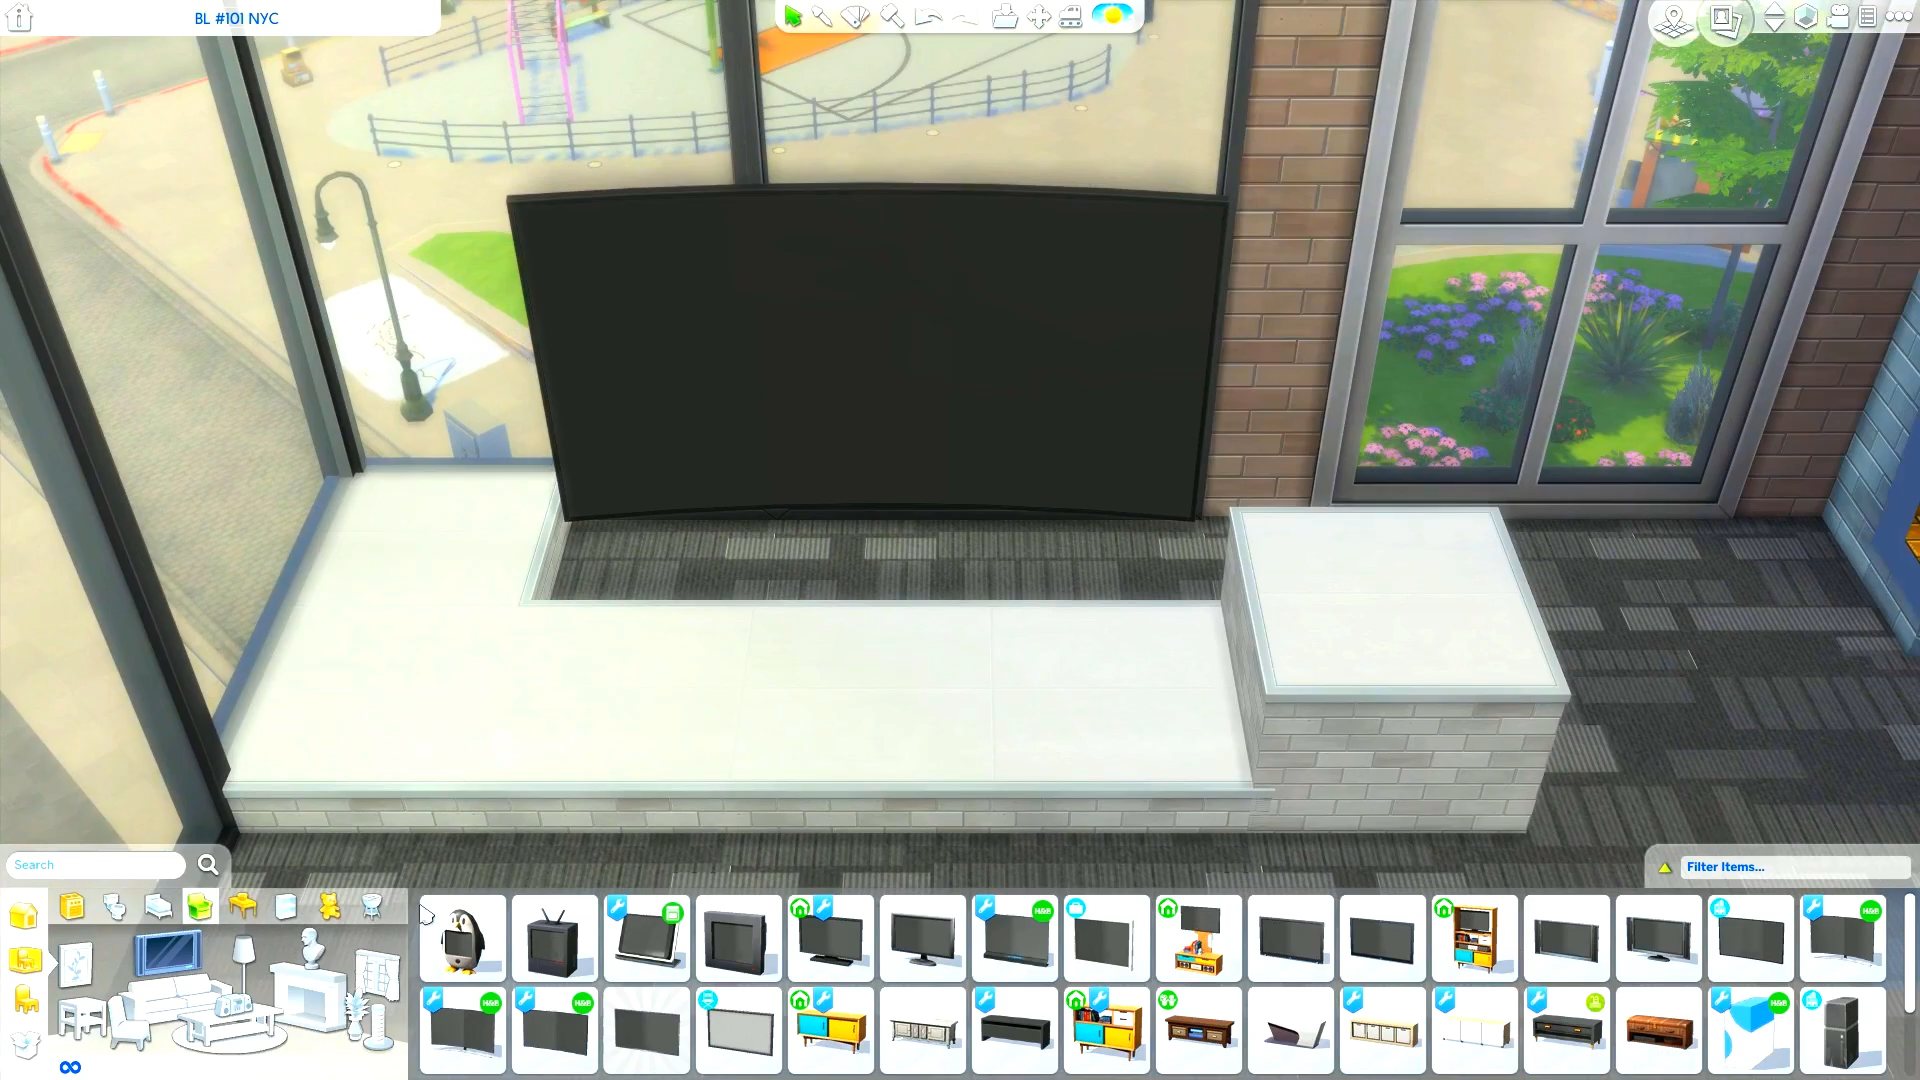 BL #101 NYC
Search
Filter Items...
H&B
H&B
H&B
H&B
H&B